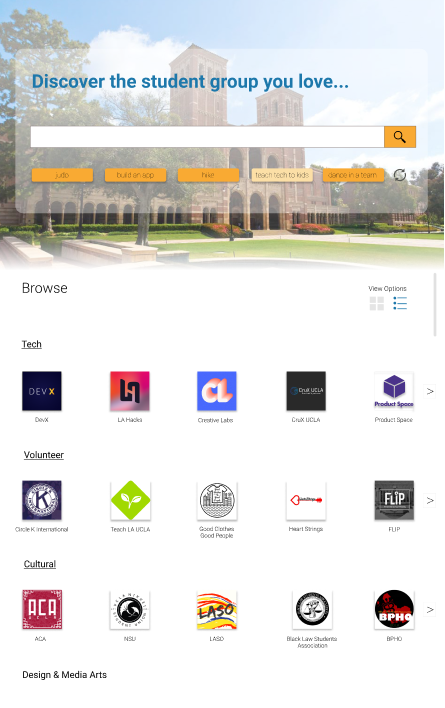 Discover the student group you love...
judo
build an app
hike
teach tech to kids
dance in a team
Browse
View Options
Tech
DEVX
CL
CruX UCLA
Product Space
>
DevX
LA Hacks
Creative Labs
CruX UCLA
Product Space
Volunteer
K
FLIP
>
Circle K International
Teach LA UCLA
Good Clothes
Good People
Heart Strings
FLIP
Cultural
ACA
LASO
BPHO
>
ACA
NSU
LASO
Black Law Students
Association
BPHO
Design & Media Arts